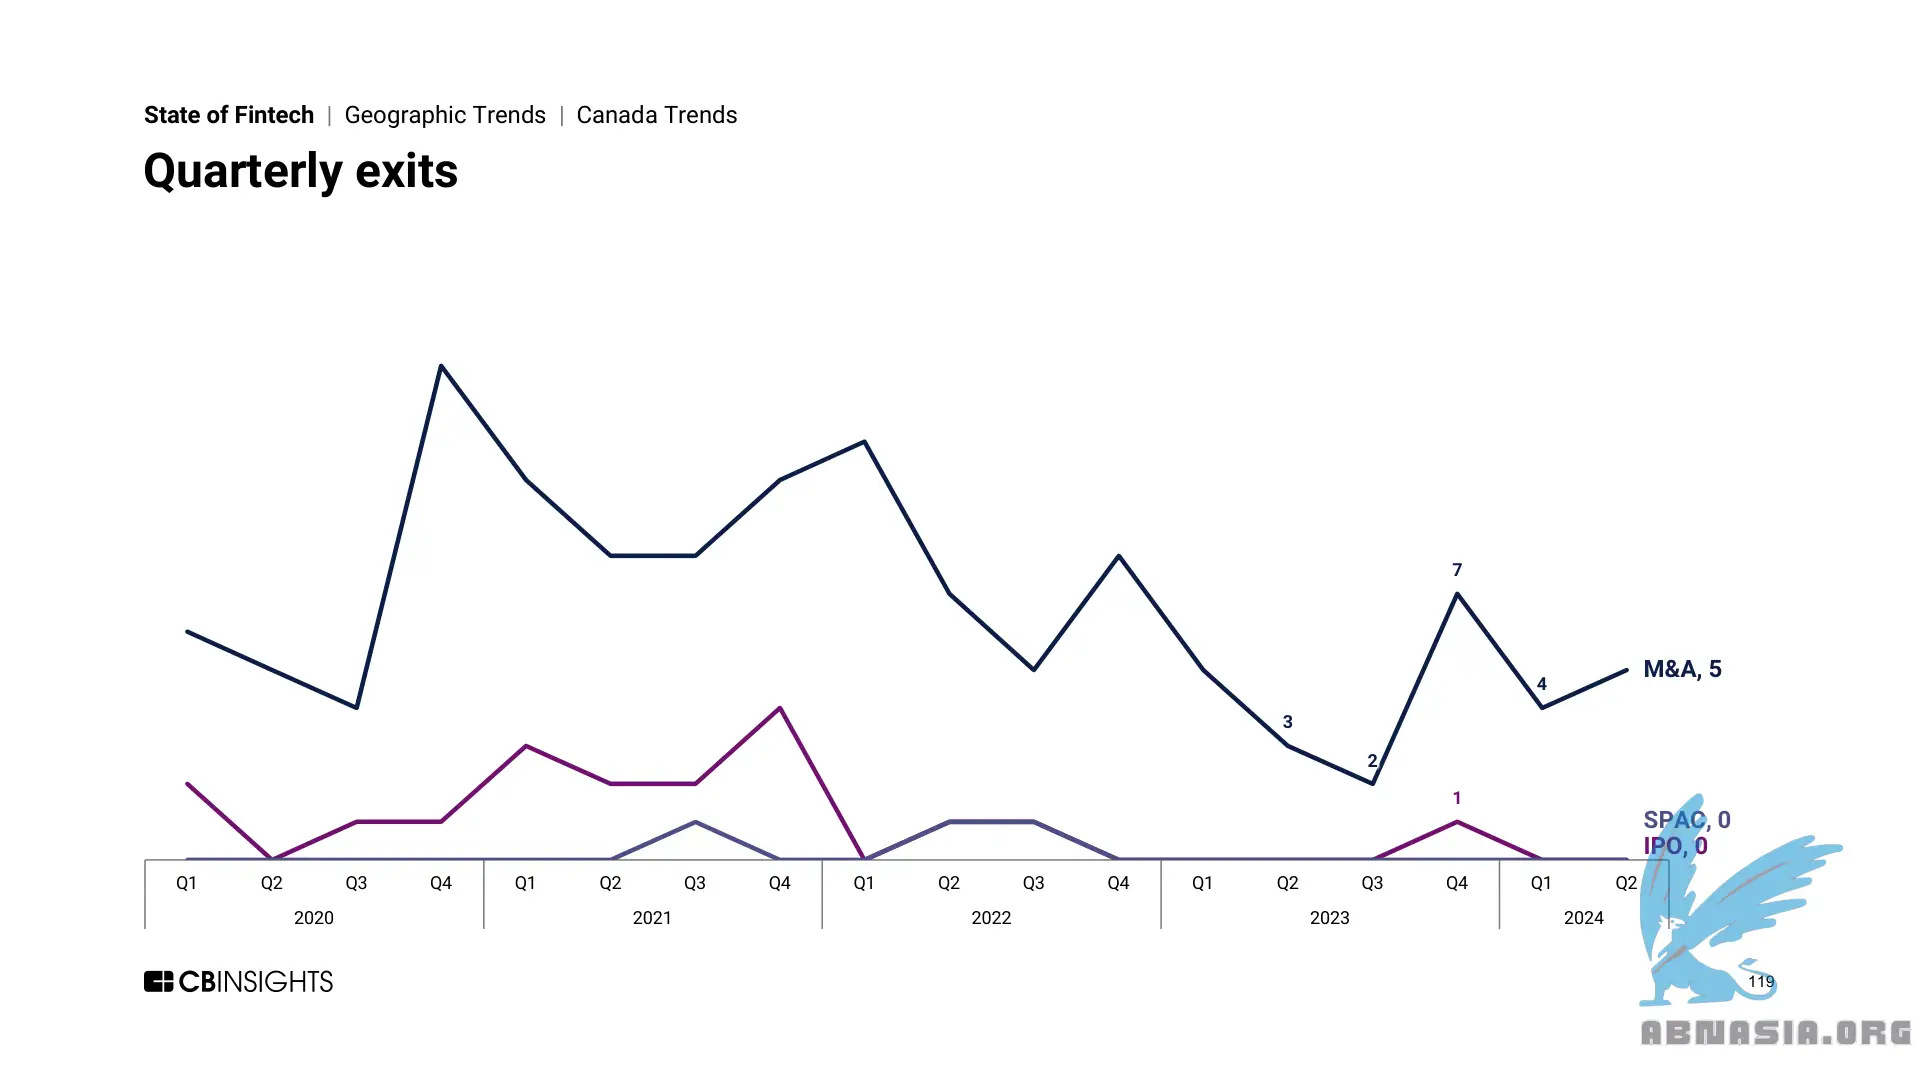 State of Fintech | Geographic Trends | Canada Trends
Quarterly exits
7
M&A, 5
4
3
2
1
SPAC, 0
IPO, 0
Q1 Q2 Q3 Q4 Q1 Q2 Q3 Q4 Q1 Q2 Q3 Q4 Q1 Q2 Q3 Q4 Q1 Q2
2020 2021 2022 2023 2024
CBINSIGHTS
119
ABNASIA.ORG